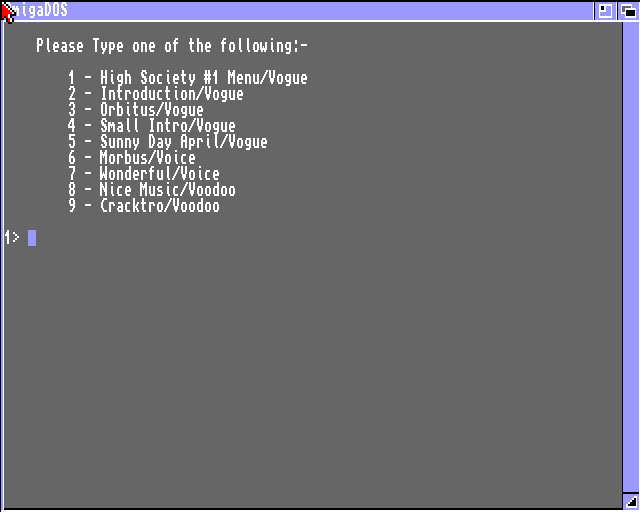 AmigaDOS
Please Type one of the following:-
1 - High Society #1 Menu/Vogue
2 - Introduction/Vogue
3 - Orbitus/Vogue
4 - Small Intro/Vogue
5 - Sunny Day April/Vogue
6 - Morbus/Voice
7 - Wonderful/Voice
8 - Nice Music/Voodoo
9 - Cracktro/Voodoo
1>